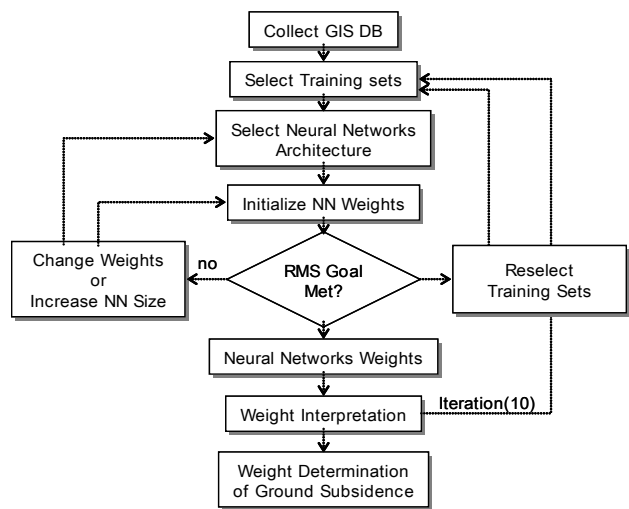 Collect GIS DB
Select Training sets
Select Neural Networks
Architecture
Initialize NN Weights
Change Weights
or
Increase NN Size
no
RMS Goal
Met?
Reselect
Training Sets
Neural Networks Weights
Weight Interpretation
Iteration(10)
Weight Determination
of Ground Subsidence